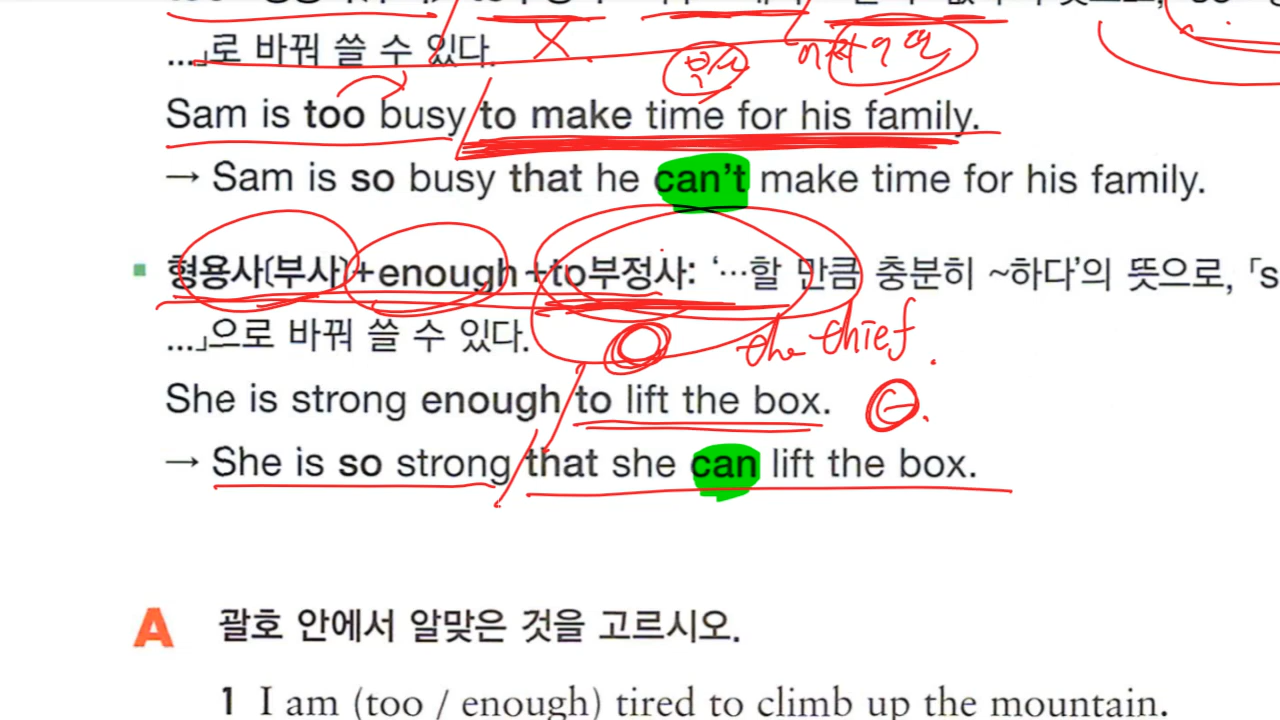 ...」로 바꿔 쓸 수 있다.
부사
Sam is too busy to make time for his family.
→ Sam is so busy that he can't make time for his family.
▪ 형용사(부사)+enough+to부정사: '…할 만큼 충분히 ~하다'의 뜻으로, 「s
...」으로 바꿔 쓸 수 있다.
the thief.
She is strong enough to lift the box.
→ She is so strong that she can lift the box.
A 괄호 안에서 알맞은 것을 고르시오.
1 I am (too / enough) tired to climb up the mountain.